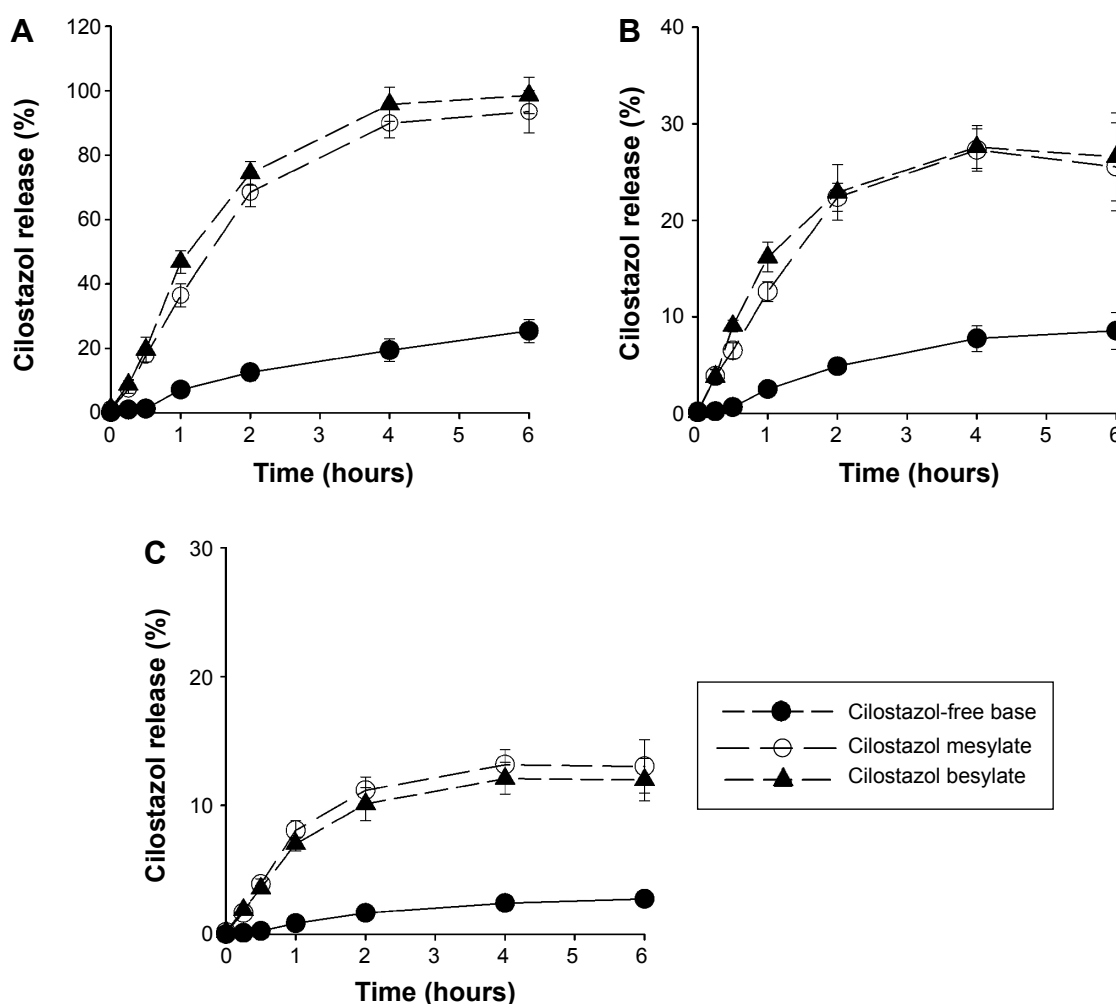 A
120
100
80
60
40
20
0
Cilostazol release (%)
0 1 2 3 4 5 6
Time (hours)
B
40
30
20
10
0
Cilostazol release (%)
0 1 2 3 4 5 6
Time (hours)
C
30
20
10
0
Cilostazol release (%)
0 1 2 3 4 5 6
Time (hours)
Cilostazol-free base
Cilostazol mesylate
Cilostazol besylate